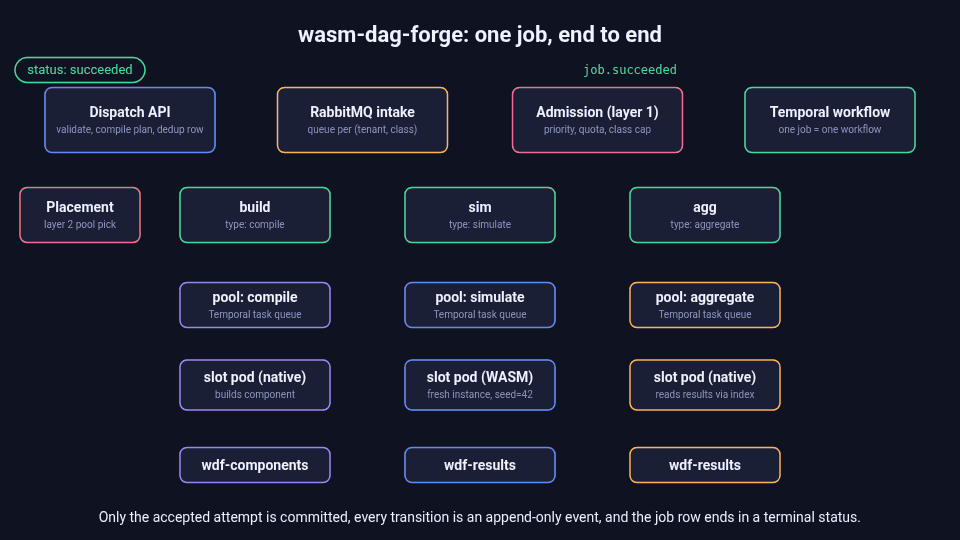 wasm-dag-forge: one job, end to end
status: succeeded
job.succeeded
Dispatch API
validate, compile plan, dedup row
RabbitMQ intake
queue per (tenant, class)
Admission (layer 1)
priority, quota, class cap
Temporal workflow
one job = one workflow
Placement
layer 2 pool pick
build
type: compile
sim
type: simulate
agg
type: aggregate
pool: compile
Temporal task queue
pool: simulate
Temporal task queue
pool: aggregate
Temporal task queue
slot pod (native)
builds component
slot pod (WASM)
fresh instance, seed=42
slot pod (native)
reads results via index
wdf-components
wdf-results
wdf-results
Only the accepted attempt is committed, every transition is an append-only event, and the job row ends in a terminal status.